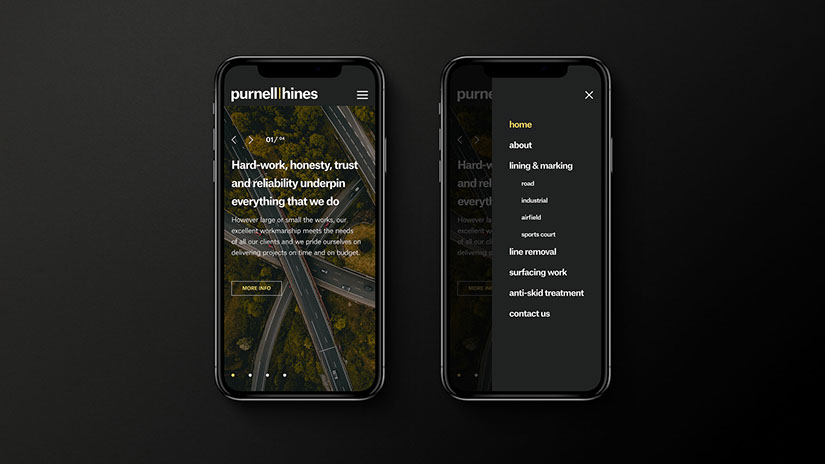 purnell||hines
01/04
Hard-work, honesty, trust
and reliability underpin
everything that we do
However large or small the works, our
excellent workmanship meets the needs
of all our clients and we pride ourselves on
delivering projects on time and on budget.
MORE INFO
purnell
home
about
lining & marking
road
industrial
airfield
sports court
line removal
surfacing work
anti-skid treatment
contact us